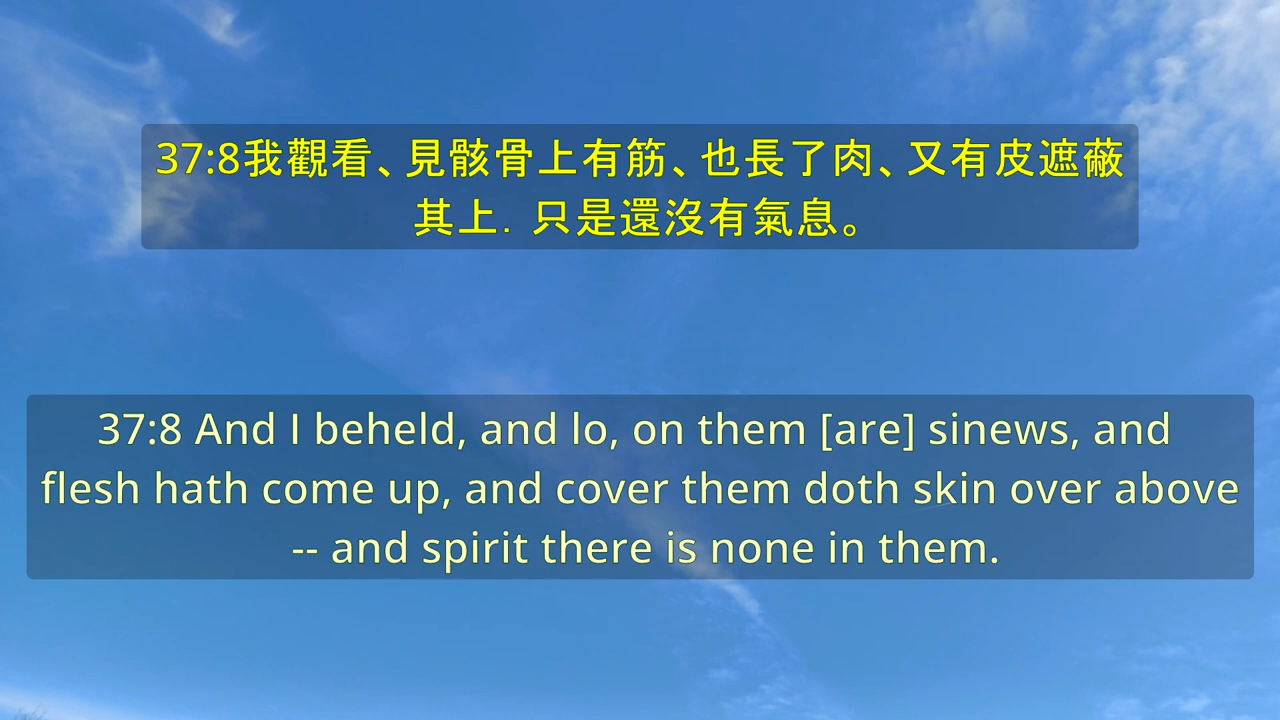 37:8我觀看、見骸骨上有筋、也長了肉、又有皮遮蔽
其上．只是還沒有氣息。
37:8 And I beheld, and lo, on them [are] sinews, and
flesh hath come up, and cover them doth skin over above
-- and spirit there is none in them.